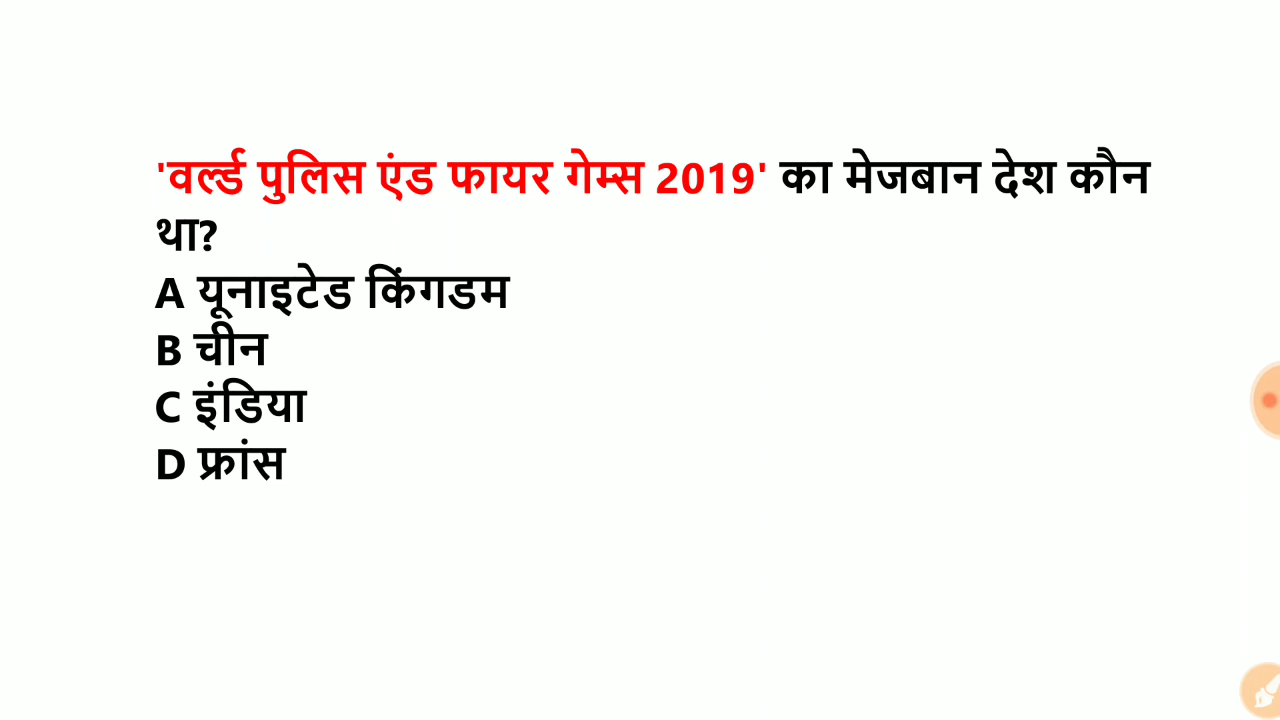 'वर्ल्ड पुलिस एंड फायर गेम्स 2019' का मेजबान देश कौन
था?
A यूनाइटेड किंगडम
B चीन
C इंडिया
D फ्रांस